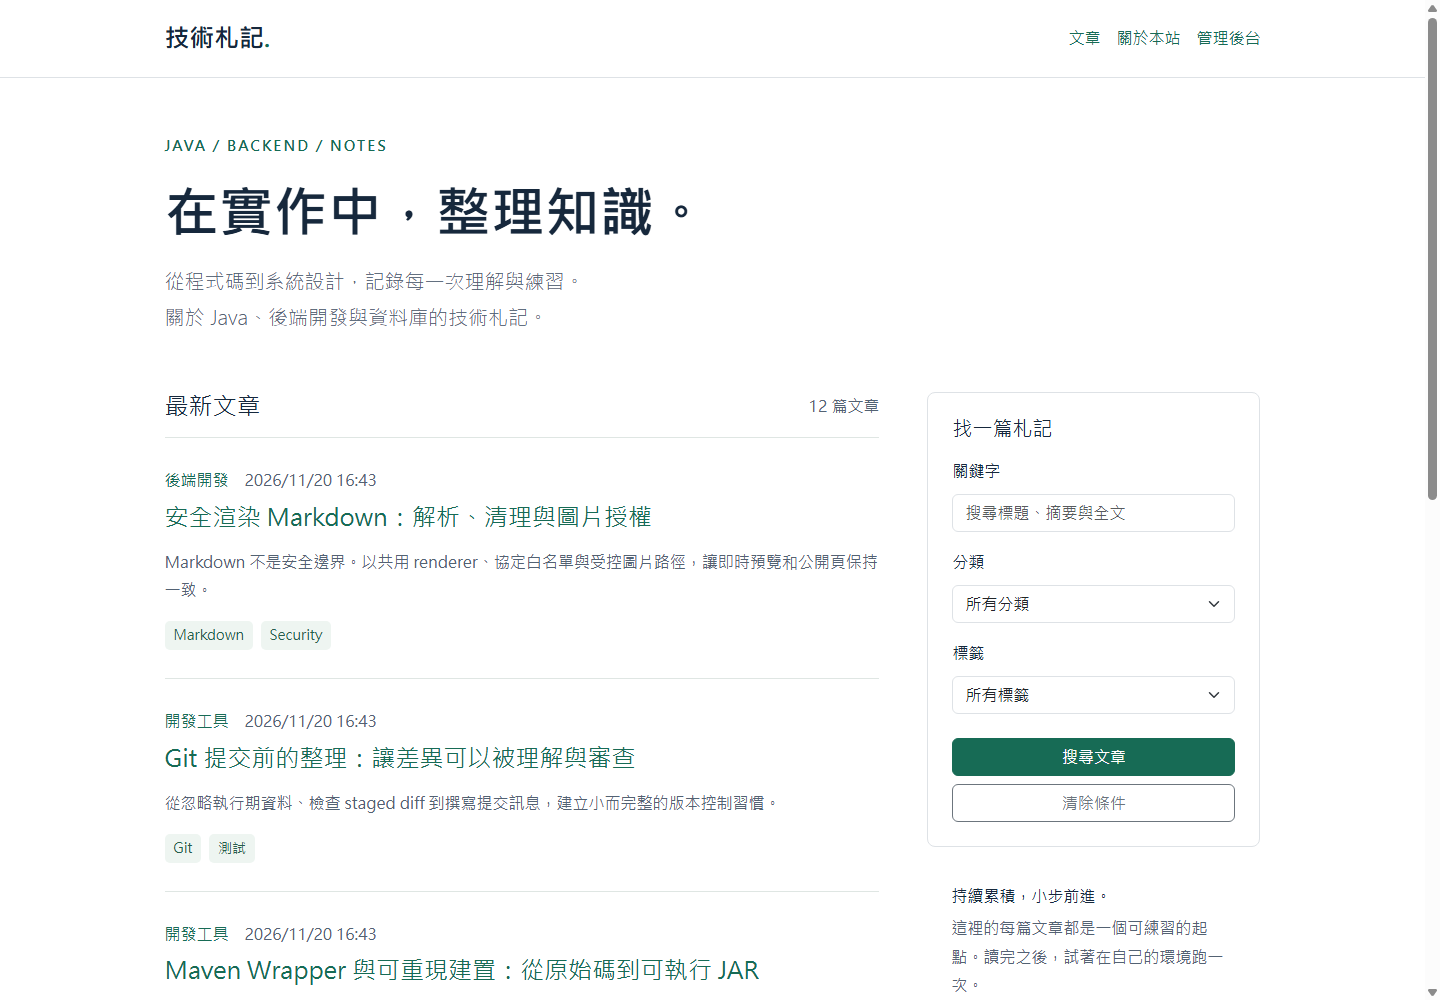 技術札記.
文章 關於本站 管理後台
JAVA / BACKEND / NOTES
在實作中，整理知識。
從程式碼到系統設計，記錄每一次理解與練習。
關於 Java、後端開發與資料庫的技術札記。
最新文章 12 篇文章
後端開發 2026/11/20 16:43
安全渲染 Markdown：解析、清理與圖片授權
Markdown 不是安全邊界。以共用 renderer、協定白名單與受控圖片路徑，讓即時預覽和公開頁保持
一致。
Markdown Security
開發工具 2026/11/20 16:43
Git 提交前的整理：讓差異可以被理解與審查
從忽略執行期資料、檢查 staged diff 到撰寫提交訊息，建立小而完整的版本控制習慣。
Git 測試
開發工具 2026/11/20 16:43
Maven Wrapper 與可重現建置：從原始碼到可執行 JAR
找一篇札記
關鍵字
搜尋標題、摘要與全文
分類
所有分類
標籤
所有標籤
搜尋文章
清除條件
持續累積，小步前進。
這裡的每篇文章都是一個可練習的起
點。讀完之後，試著在自己的環境跑一
次。